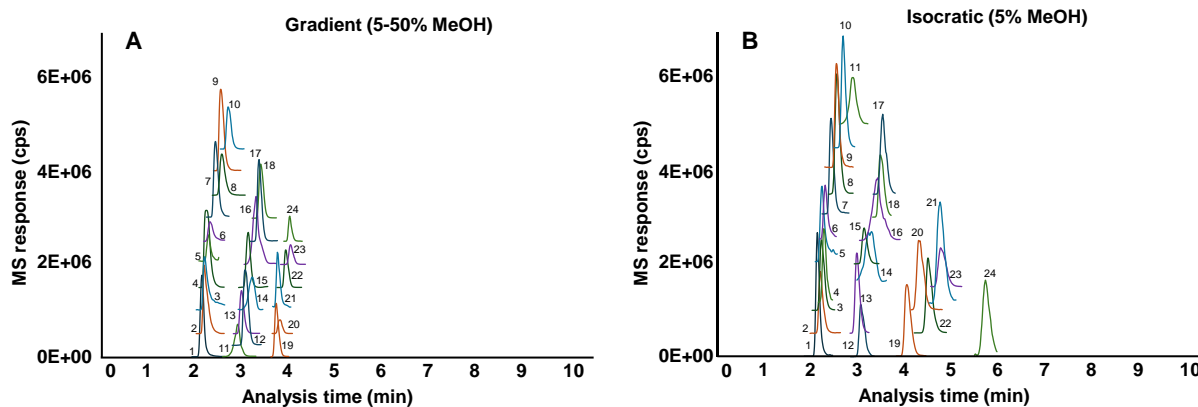 Gradient (5-50% MeOH)
A
MS response (cps)
6E+06
4E+06
2E+06
0E+00
9
10
7
8
17
18
16
6
24
5
23
4
3
15
14
22
21
2
13
12
20
1
11
19
0 1 2 3 4 5 6 7 8 9 10
Analysis time (min)
Isocratic (5% MeOH)
B
MS response (cps)
6E+06
4E+06
2E+06
0E+00
10
11
17
9
8
7
18
21
6
15
16
20
5
14
23
24
4
3
13
2
22
1
12
19
0 1 2 3 4 5 6 7 8 9 10
Analysis time (min)